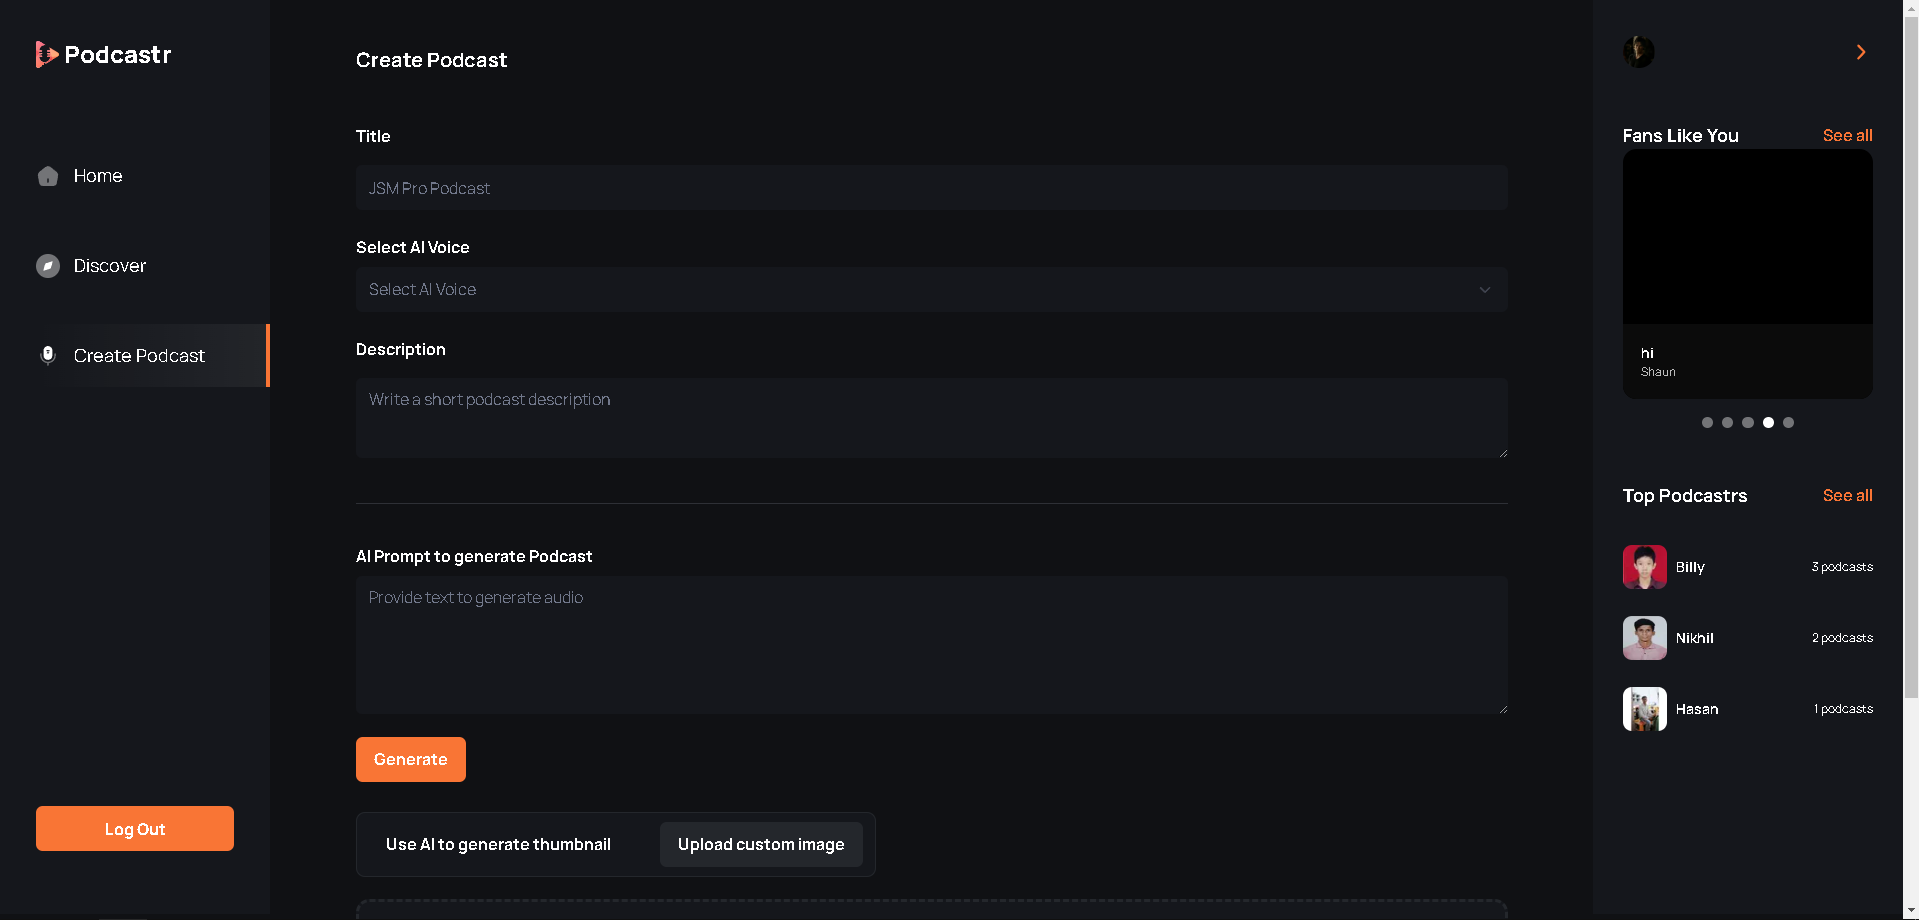 Podcastr
Home
Discover
Create Podcast
Log Out
Create Podcast
Title
JSM Pro Podcast
Select AI Voice
Select AI Voice
Description
Write a short podcast description
AI Prompt to generate Podcast
Provide text to generate audio
Generate
Use AI to generate thumbnail
Upload custom image
Fans Like You
See all
hi
Shaun
Top Podcastrs
See all
Billy
3 podcasts
Nikhil
2 podcasts
Hasan
1 podcasts